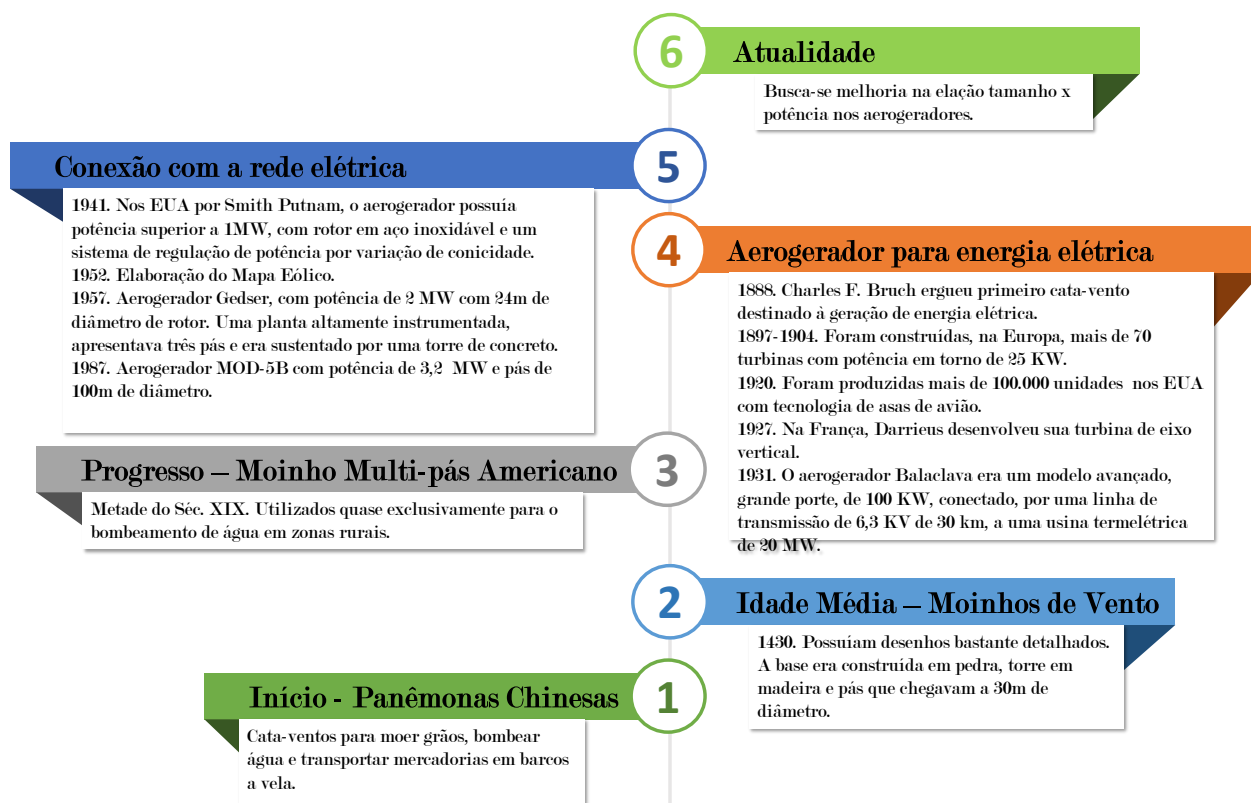 6
Atualidade
Busca-se melhoria na elação tamanho x
potência nos aerogeradores.
5
Conexão com a rede elétrica
1941. Nos EUA por Smith Putnam, o aerogerador possuía
potência superior a 1MW, com rotor em aço inoxidável e um
sistema de regulação de potência por variação de conicidade.
1952. Elaboração do Mapa Eólico.
1957. Aerogerador Gedser, com potência de 2 MW com 24m de
diâmetro de rotor. Uma planta altamente instrumentada,
apresentava três pás e era sustentado por uma torre de concreto.
1987. Aerogerador MOD-5B com potência de 3,2 MW e pás de
100m de diâmetro.
4
Aerogerador para energia elétrica
1888. Charles F. Bruch ergueu primeiro cata-vento
destinado à geração de energia elétrica.
1897-1904. Foram construídas, na Europa, mais de 70
turbinas com potência em torno de 25 KW.
1920. Foram produzidas mais de 100.000 unidades nos EUA
com tecnologia de asas de avião.
1927. Na França, Darrieus desenvolveu sua turbina de eixo
vertical.
1931. O aerogerador Balaclava era um modelo avançado,
grande porte, de 100 KW, conectado, por uma linha de
transmissão de 6,3 KV de 30 km, a uma usina termelétrica
de 20 MW.
3
Progresso – Moinho Multi-pás Americano
Metade do Séc. XIX. Utilizados quase exclusivamente para o
bombeamento de água em zonas rurais.
2
Idade Média – Moinhos de Vento
1430. Possuíam desenhos bastante detalhados.
A base era construída em pedra, torre em
madeira e pás que chegavam a 30m de
diâmetro.
1
Início - Panêmonas Chinesas
Cata-ventos para moer grãos, bombear
água e transportar mercadorias em barcos
a vela.